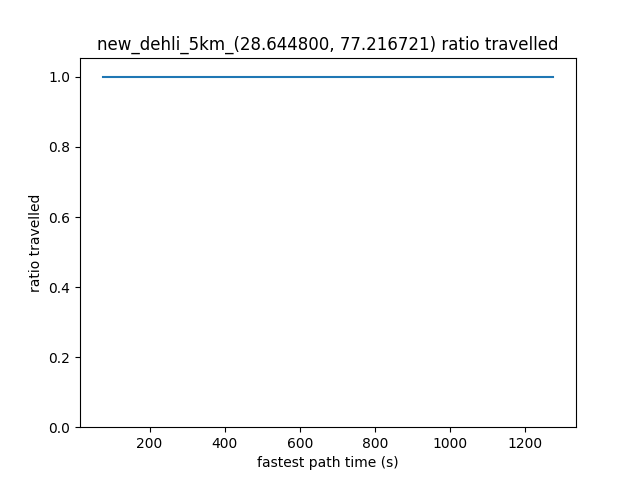 new_dehli_5km_(28.644800, 77.216721) ratio travelled
1.0
0.8
0.6
0.4
0.2
0.0
ratio travelled
200 400 600 800 1000 1200
fastest path time (s)